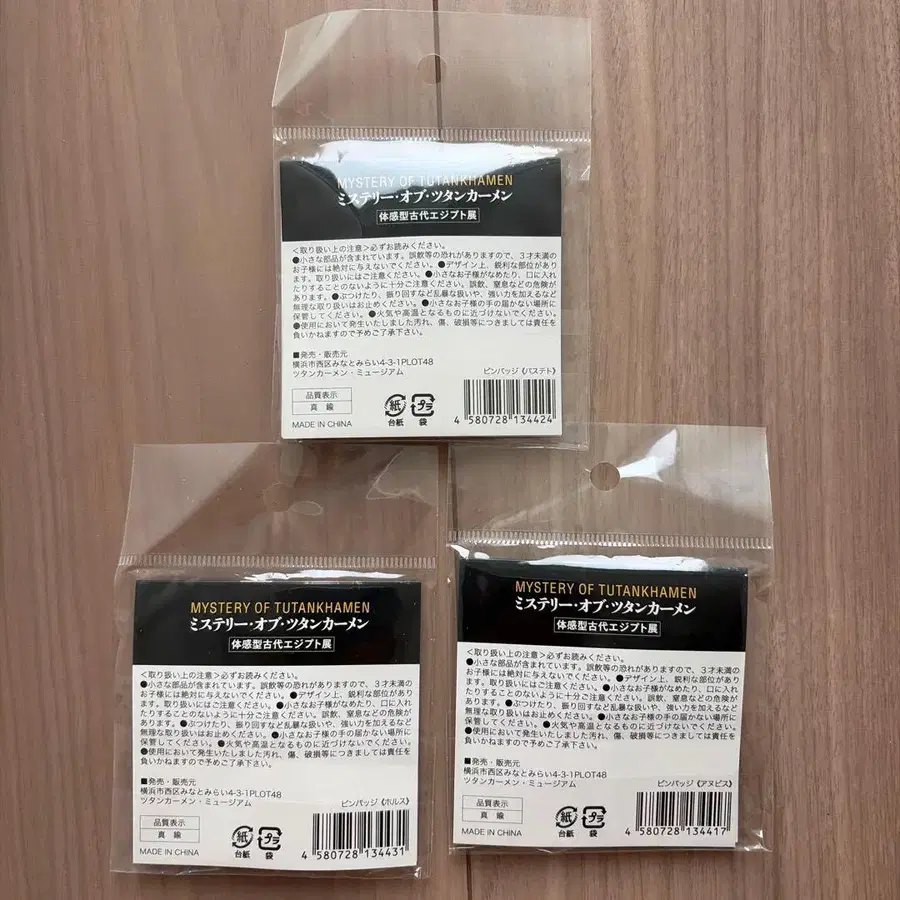 MYSTERY OF TUTANKHAMEN
ミステリー・オブ・ツタンカーメン
体感型古代エジプト展
＜取り扱い上の注意＞必ずお読みください。
●小さな部品が含まれています。誤飲等の恐れがありますので、３才未満の
お子様には絶対に与えないでください。●デザイン上、鋭利な部位があり
ます。取り扱いにはご注意ください。●小さなお子様がなめたり、口に入れ
たりすることのないように十分ご注意ください。誤飲、窒息などの危険が
あります。●ぶつけたり、振り回すなど乱暴な扱いや、強い力を加えるなど
無理な取り扱いはお止めください。●小さなお子様の手の届かない場所に
保管してください。●火気や高温となるものに近づけないでください。
●使用において発生いたしました汚れ、傷、破損等につきましては責任を
負いかねますので予めご了承下さい。
■発売・販売元
横浜市西区みなとみらい4-3-1PLOT48
ツタンカーメン・ミュージアム
ピンバッジ《バステト》
品質表示
真鍮
紙
台紙
プラ
袋
MADE IN CHINA
4 580728 134424
MYSTERY OF TUTANKHAMEN
ミステリー・オブ・ツタンカーメン
体感型古代エジプト展
＜取り扱い上の注意＞必ずお読みください。
●小さな部品が含まれています。誤飲等の恐れがありますので、３才未満の
お子様には絶対に与えないでください。●デザイン上、鋭利な部位があり
ます。取り扱いにはご注意ください。●小さなお子様がなめたり、口に入れ
たりすることのないように十分ご注意ください。誤飲、窒息などの危険が
あります。●ぶつけたり、振り回すなど乱暴な扱いや、強い力を加えるなど
無理な取り扱いはお止めください。●小さなお子様の手の届かない場所に
保管してください。●火気や高温となるものに近づけないでください。
●使用において発生いたしました汚れ、傷、破損等につきましては責任を
負いかねますので予めご了承下さい。
■発売・販売元
横浜市西区みなとみらい4-3-1PLOT48
ツタンカーメン・ミュージアム
ピンバッジ《ホルス》
品質表示
真鍮
紙
台紙
プラ
袋
MADE IN CHINA
4 580728 134431
MYSTERY OF TUTANKHAMEN
ミステリー・オブ・ツタンカーメン
体感型古代エジプト展
＜取り扱い上の注意＞必ずお読みください。
●小さな部品が含まれています。誤飲等の恐れがありますので、３才未満の
お子様には絶対に与えないでください。●デザイン上、鋭利な部位があり
ます。取り扱いにはご注意ください。●小さなお子様がなめたり、口に入れ
たりすることのないように十分ご注意ください。誤飲、窒息などの危険が
あります。●ぶつけたり、振り回すなど乱暴な扱いや、強い力を加えるなど
無理な取り扱いはお止めください。●小さなお子様の手の届かない場所に
保管してください。●火気や高温となるものに近づけないでください。
●使用において発生いたしました汚れ、傷、破損等につきましては責任を
負いかねますので予めご了承下さい。
■発売・販売元
横浜市西区みなとみらい4-3-1PLOT48
ツタンカーメン・ミュージアム
ピンバッジ《アヌビス》
品質表示
真鍮
紙
台紙
プラ
袋
MADE IN CHINA
4 580728 134417